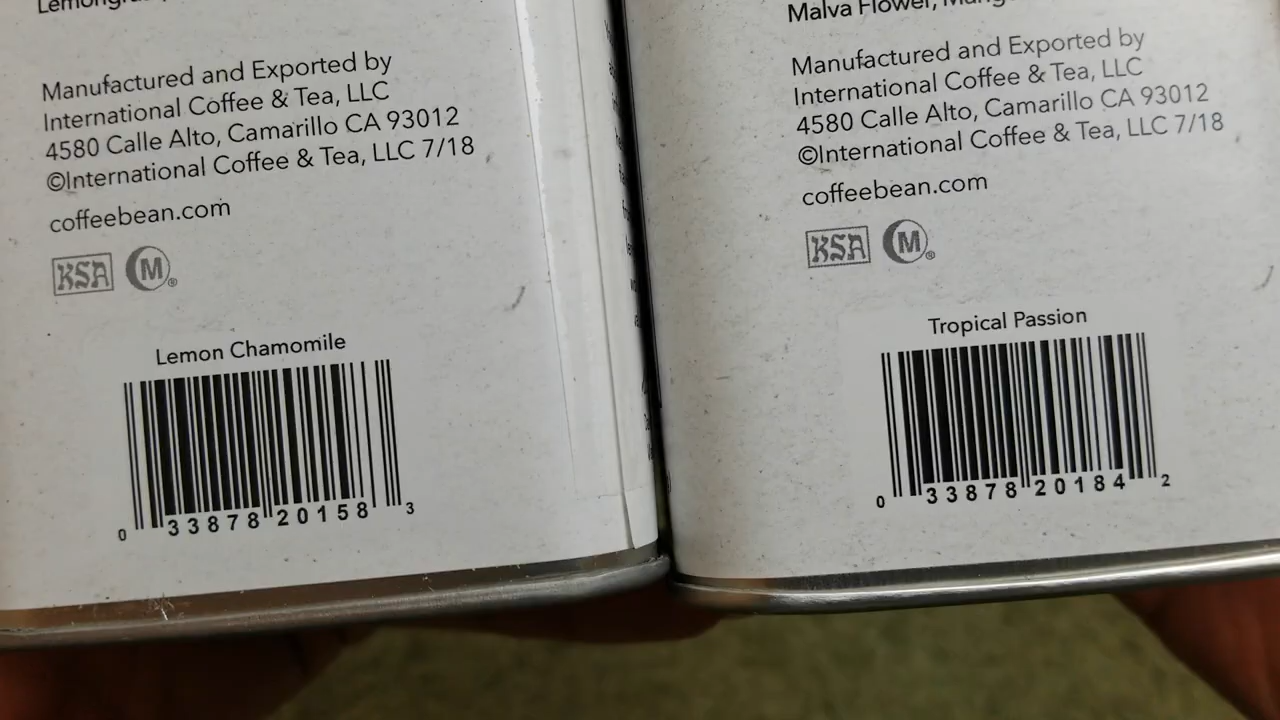 Manufactured and Exported by
International Coffee & Tea, LLC
4580 Calle Alto, Camarillo CA 93012
©International Coffee & Tea, LLC 7/18
coffeebean.com
KSA M®
Lemon Chamomile
0 33878 20158 3
Malva Flower,
Manufactured and Exported by
International Coffee & Tea, LLC
4580 Calle Alto, Camarillo CA 93012
©International Coffee & Tea, LLC 7/18
coffeebean.com
KSA M®
Tropical Passion
0 33878 20184 2